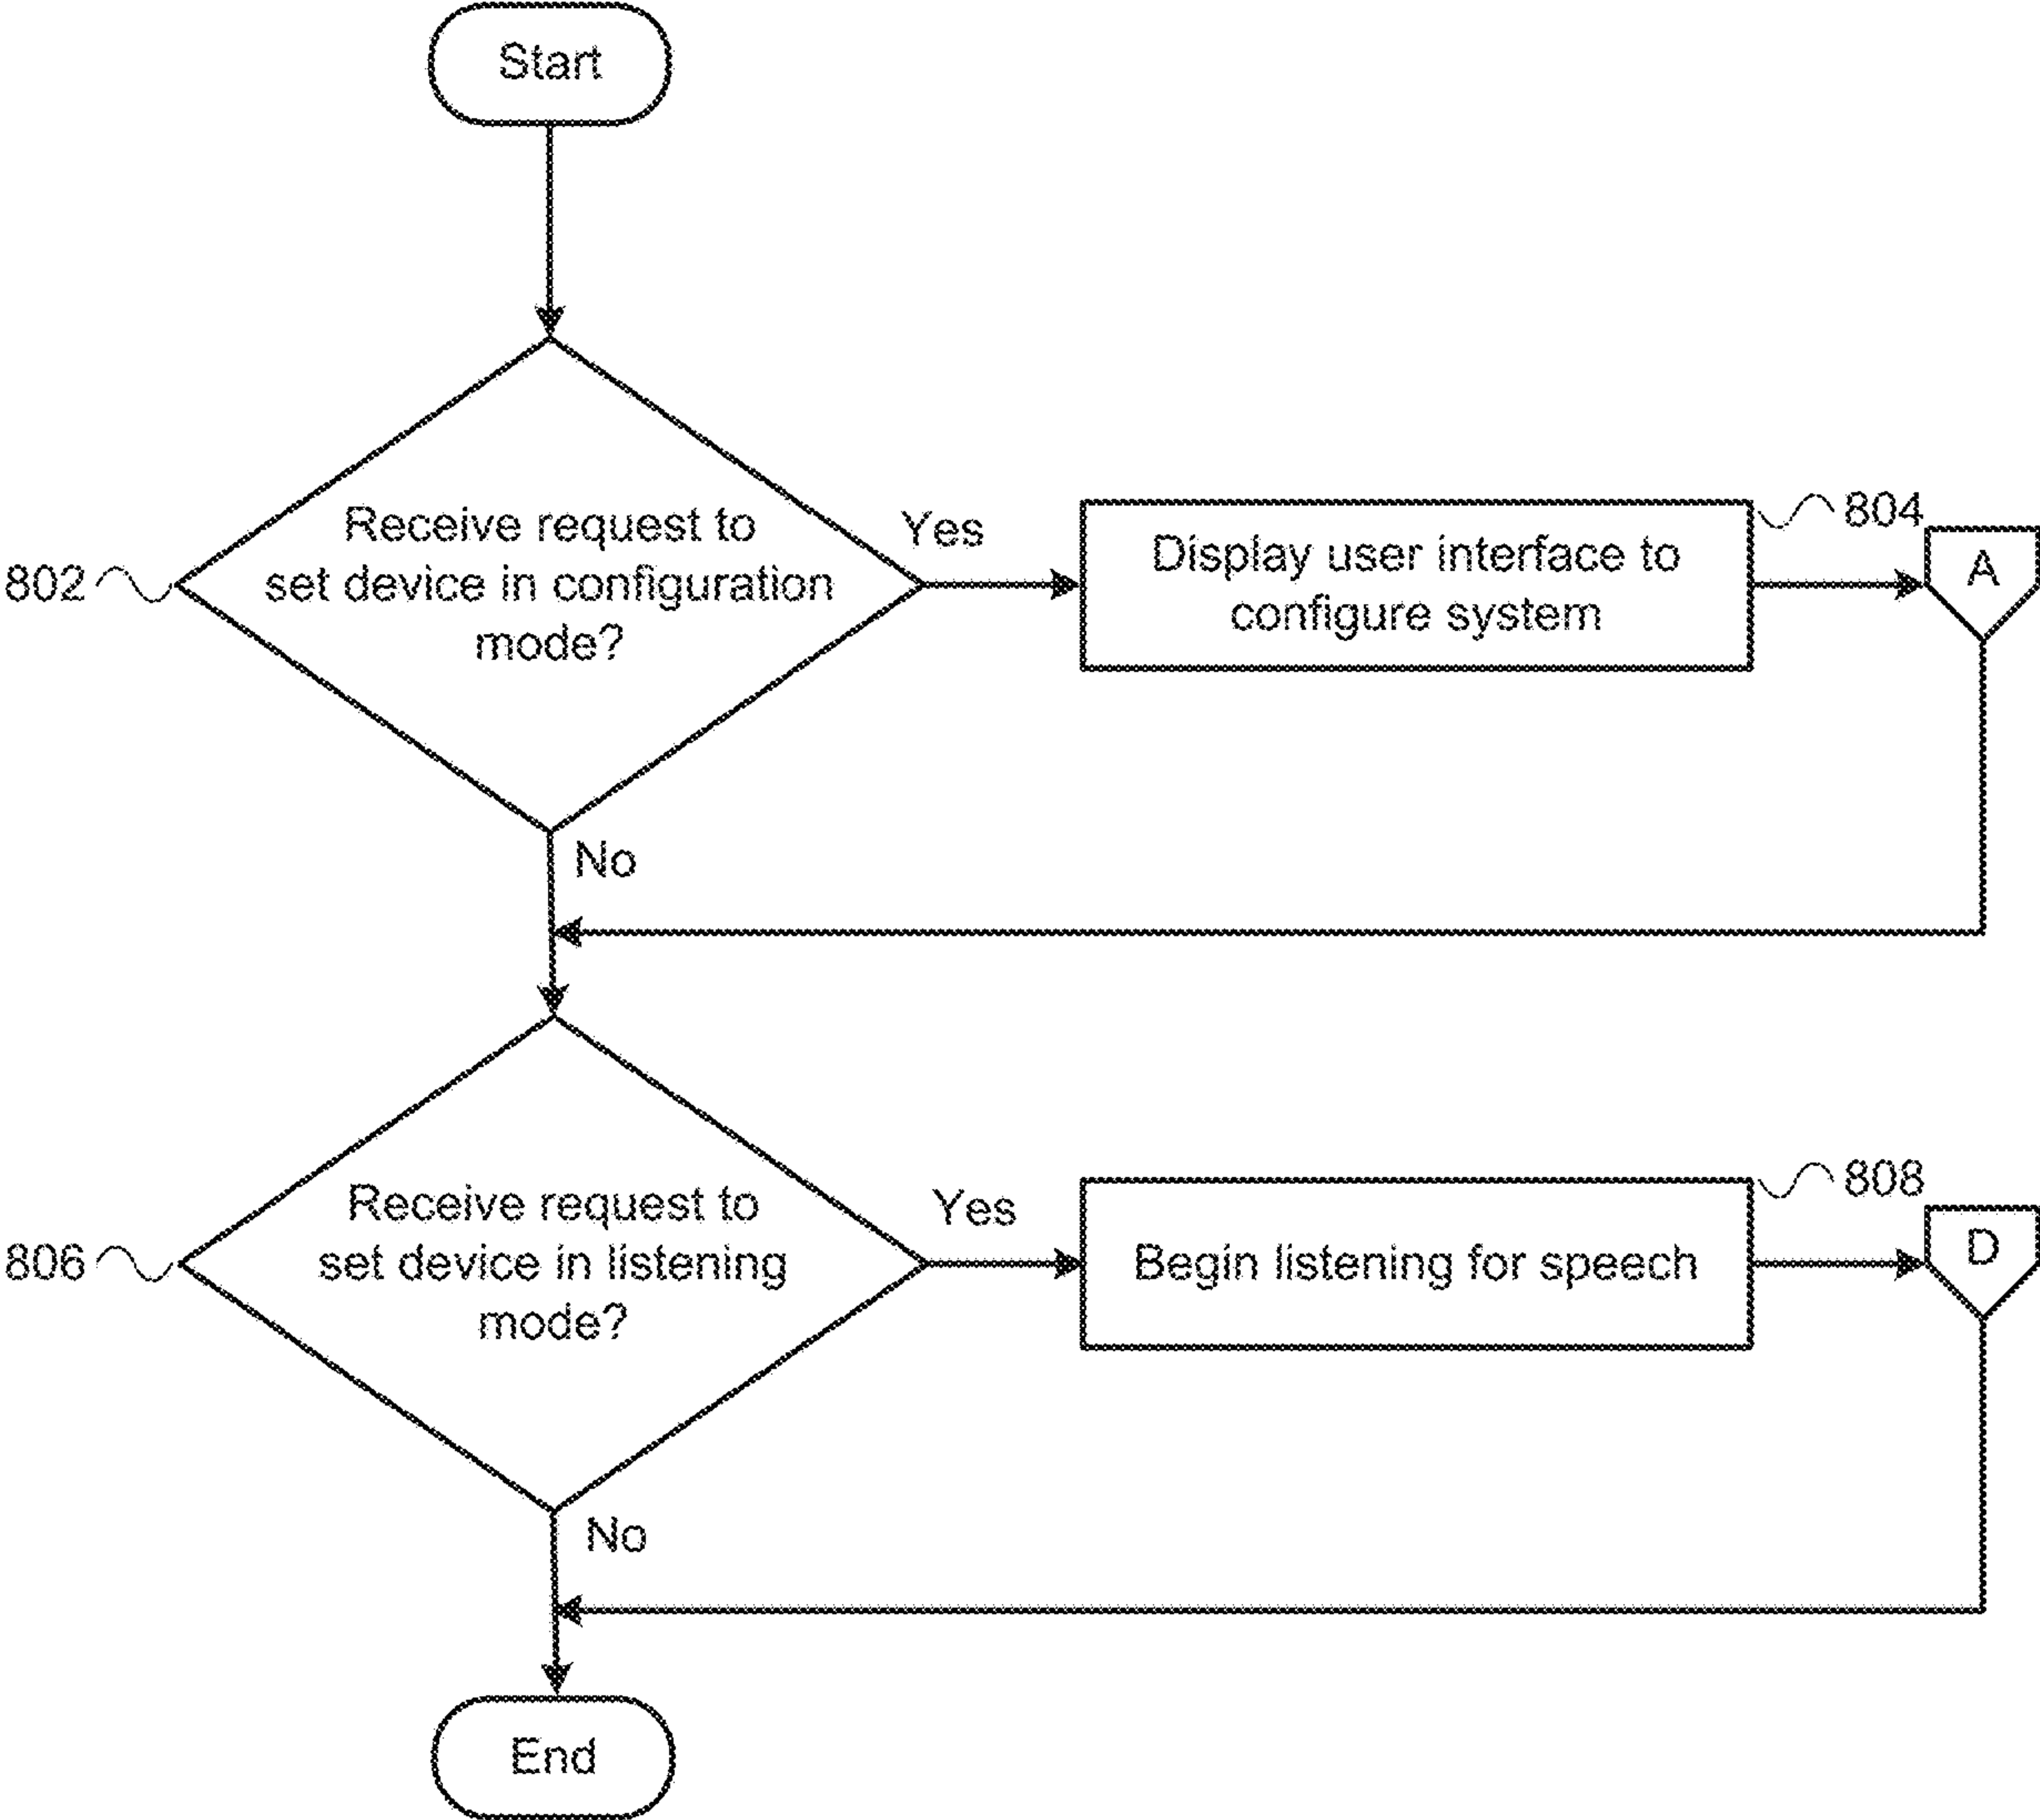 Start
Receive request to
set device in configuration
mode?
802
Yes
Display user interface to
configure system
804
A
No
Receive request to
set device in listening
mode?
806
Yes
Begin listening for speech
808
D
No
End